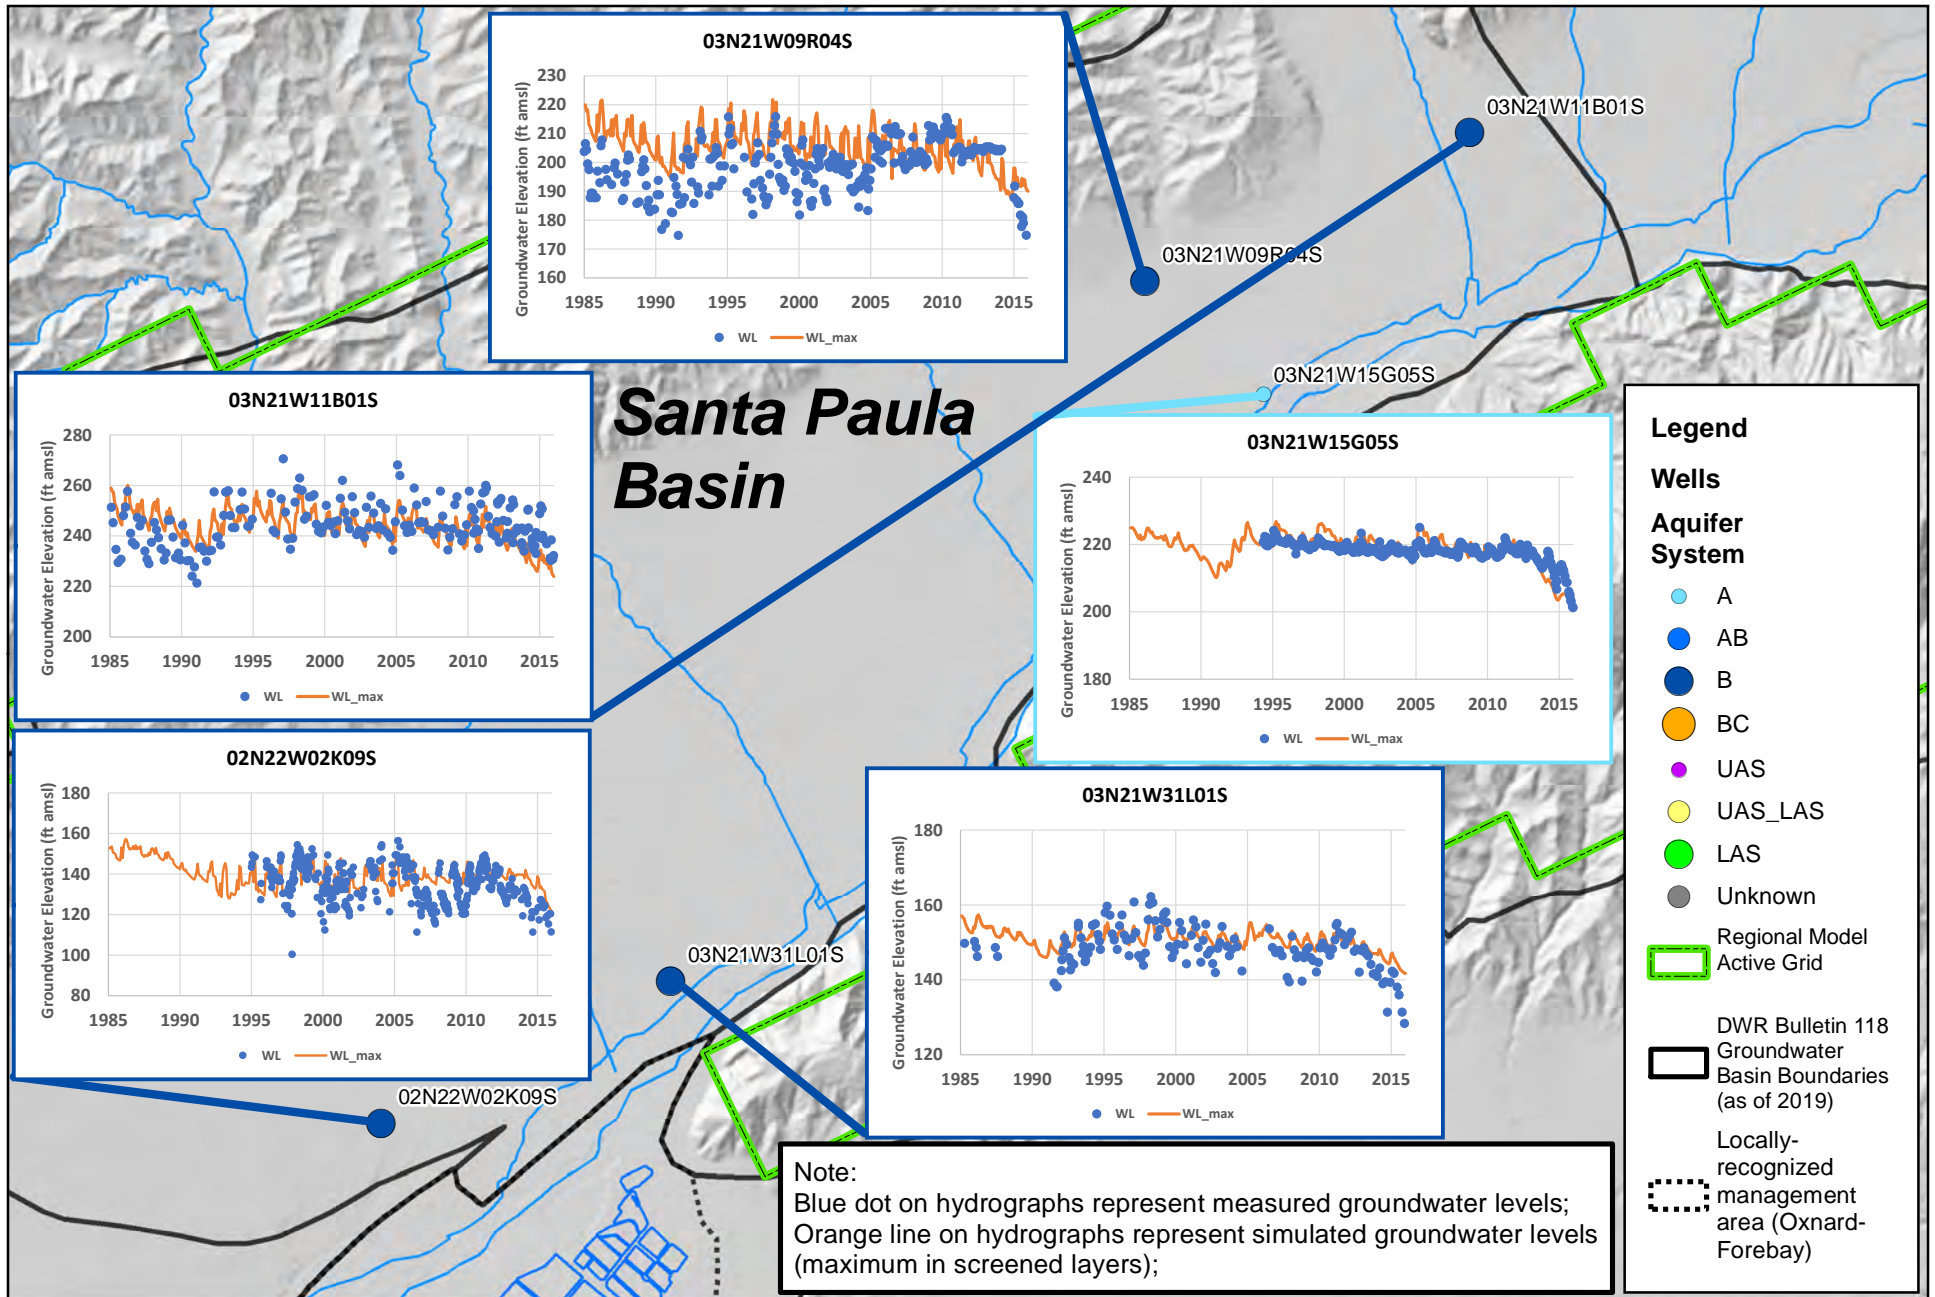 03N21W09R04S
Groundwater Elevation (ft amsl)
230
220
210
200
190
180
170
160
1985 1990 1995 2000 2005 2010 2015
WL WL_max
03N21W11B01S
03N21W09R04S
03N21W15G05S
Santa Paula
Basin
03N21W11B01S
Groundwater Elevation (ft amsl)
280
260
240
220
200
1985 1990 1995 2000 2005 2010 2015
WL WL_max
03N21W15G05S
Groundwater Elevation (ft amsl)
240
220
200
180
1985 1990 1995 2000 2005 2010 2015
WL WL_max
02N22W02K09S
Groundwater Elevation (ft amsl)
180
160
140
120
100
80
1985 1990 1995 2000 2005 2010 2015
WL WL_max
03N21W31L01S
Groundwater Elevation (ft amsl)
180
160
140
120
1985 1990 1995 2000 2005 2010 2015
WL WL_max
03N21W31L01S
02N22W02K09S
Note:
Blue dot on hydrographs represent measured groundwater levels;
Orange line on hydrographs represent simulated groundwater levels
(maximum in screened layers);
Legend
Wells
Aquifer
System
A
AB
B
BC
UAS
UAS_LAS
LAS
Unknown
Regional Model
Active Grid
DWR Bulletin 118
Groundwater
Basin Boundaries
(as of 2019)
Locally-
recognized
management
area (Oxnard-
Forebay)